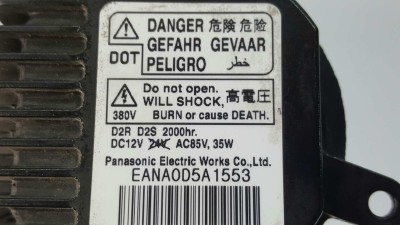 DANGER 危険 危险
GEFAHR GEVAAR
DOT PELIGRO خطر
Do not open.
WILL SHOCK, 高電圧
380V BURN or cause DEATH.
D2R D2S 2000hr.
DC12V 24V AC85V, 35W
Panasonic Electric Works Co.,Ltd.
EANA0D5A1553